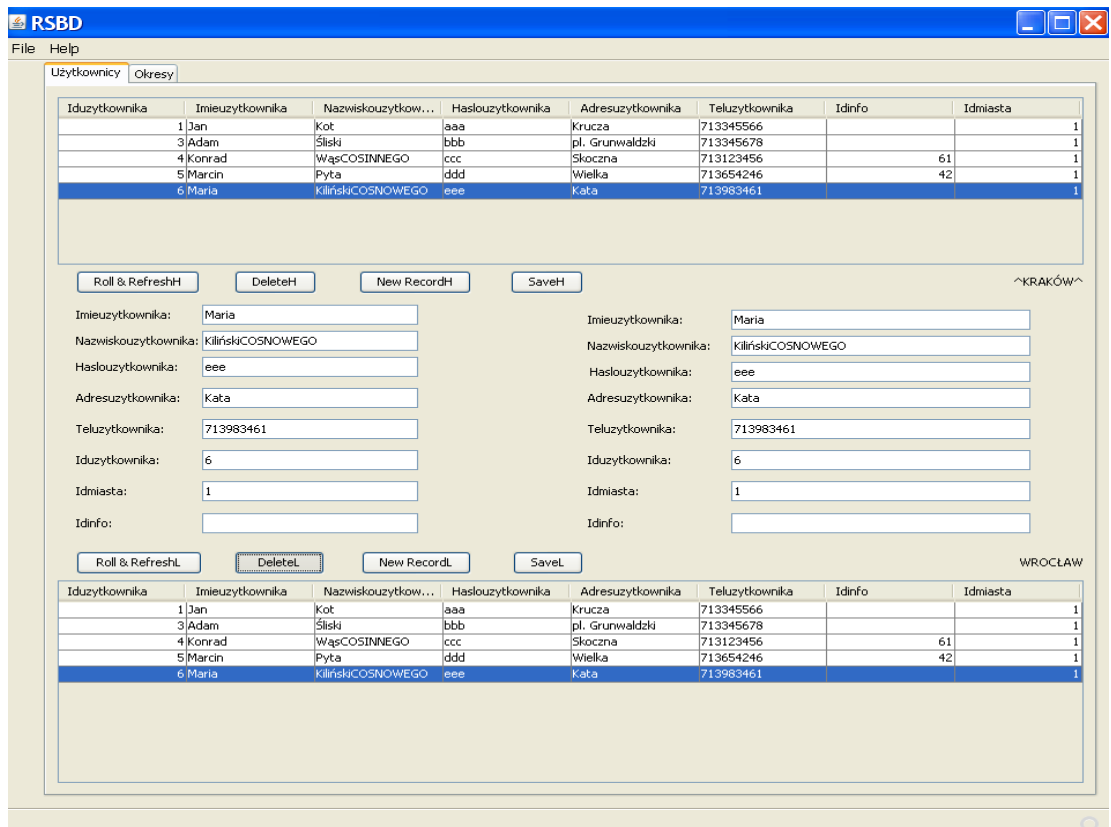 RSBD
File Help
Użytkownicy Okresy
Iduzytkownika Imieuzytkownika Nazwiskouzytkow... Haslouzytkownika Adresuzytkownika Teluzytkownika Idinfo Idmiasta
1 Jan Kot aaa Krucza 713345566 1
3 Adam Śliski bbb pl. Grunwaldzki 713345678 1
4 Konrad WąsCOSINNEGO ccc Skoczna 713123456 61 1
5 Marcin Pyta ddd Wielka 713654246 42 1
6 Maria KilińskiCOSNOWEGO eee Kata 713983461 1
Roll & RefreshH DeleteH New RecordH SaveH ^KRAKÓW^
Imieuzytkownika: Maria Imieuzytkownika: Maria
Nazwiskouzytkownika: KilińskiCOSNOWEGO Nazwiskouzytkownika: KilińskiCOSNOWEGO
Haslouzytkownika: eee Haslouzytkownika: eee
Adresuzytkownika: Kata Adresuzytkownika: Kata
Teluzytkownika: 713983461 Teluzytkownika: 713983461
Iduzytkownika: 6 Iduzytkownika: 6
Idmiasta: 1 Idmiasta: 1
Idinfo: Idinfo:
Roll & RefreshL DeleteL New RecordL SaveL WROCŁAW
Iduzytkownika Imieuzytkownika Nazwiskouzytkow... Haslouzytkownika Adresuzytkownika Teluzytkownika Idinfo Idmiasta
1 Jan Kot aaa Krucza 713345566 1
3 Adam Śliski bbb pl. Grunwaldzki 713345678 1
4 Konrad WąsCOSINNEGO ccc Skoczna 713123456 61 1
5 Marcin Pyta ddd Wielka 713654246 42 1
6 Maria KilińskiCOSNOWEGO eee Kata 713983461 1